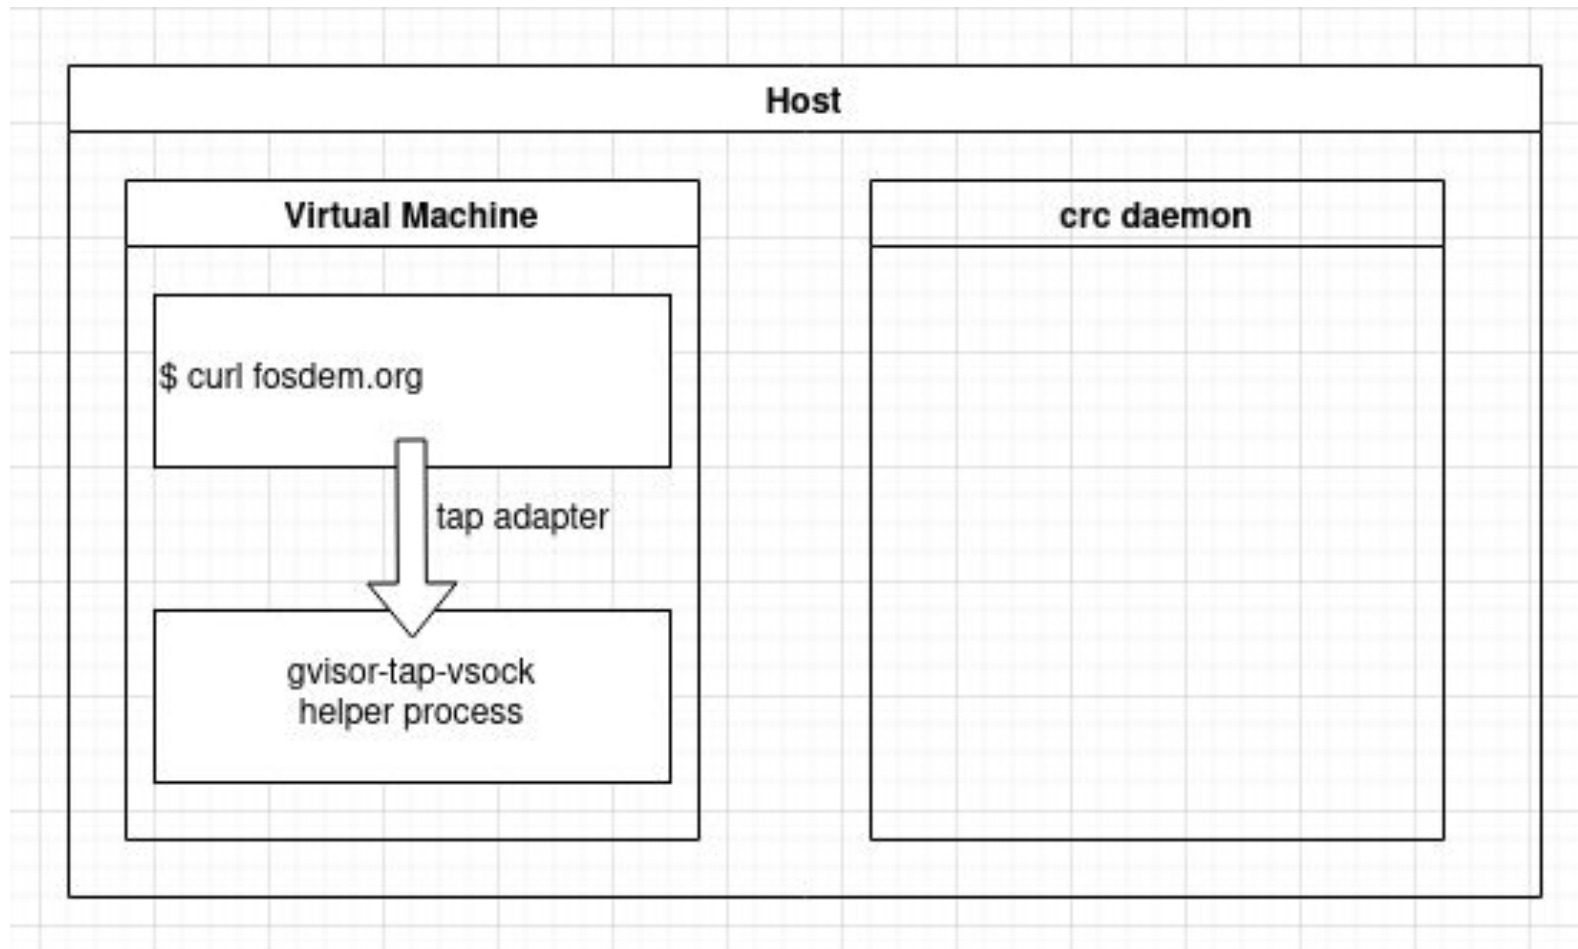 Host
Virtual Machine
crc daemon
$ curl fosdem.org
tap adapter
gvisor-tap-vsock
helper process